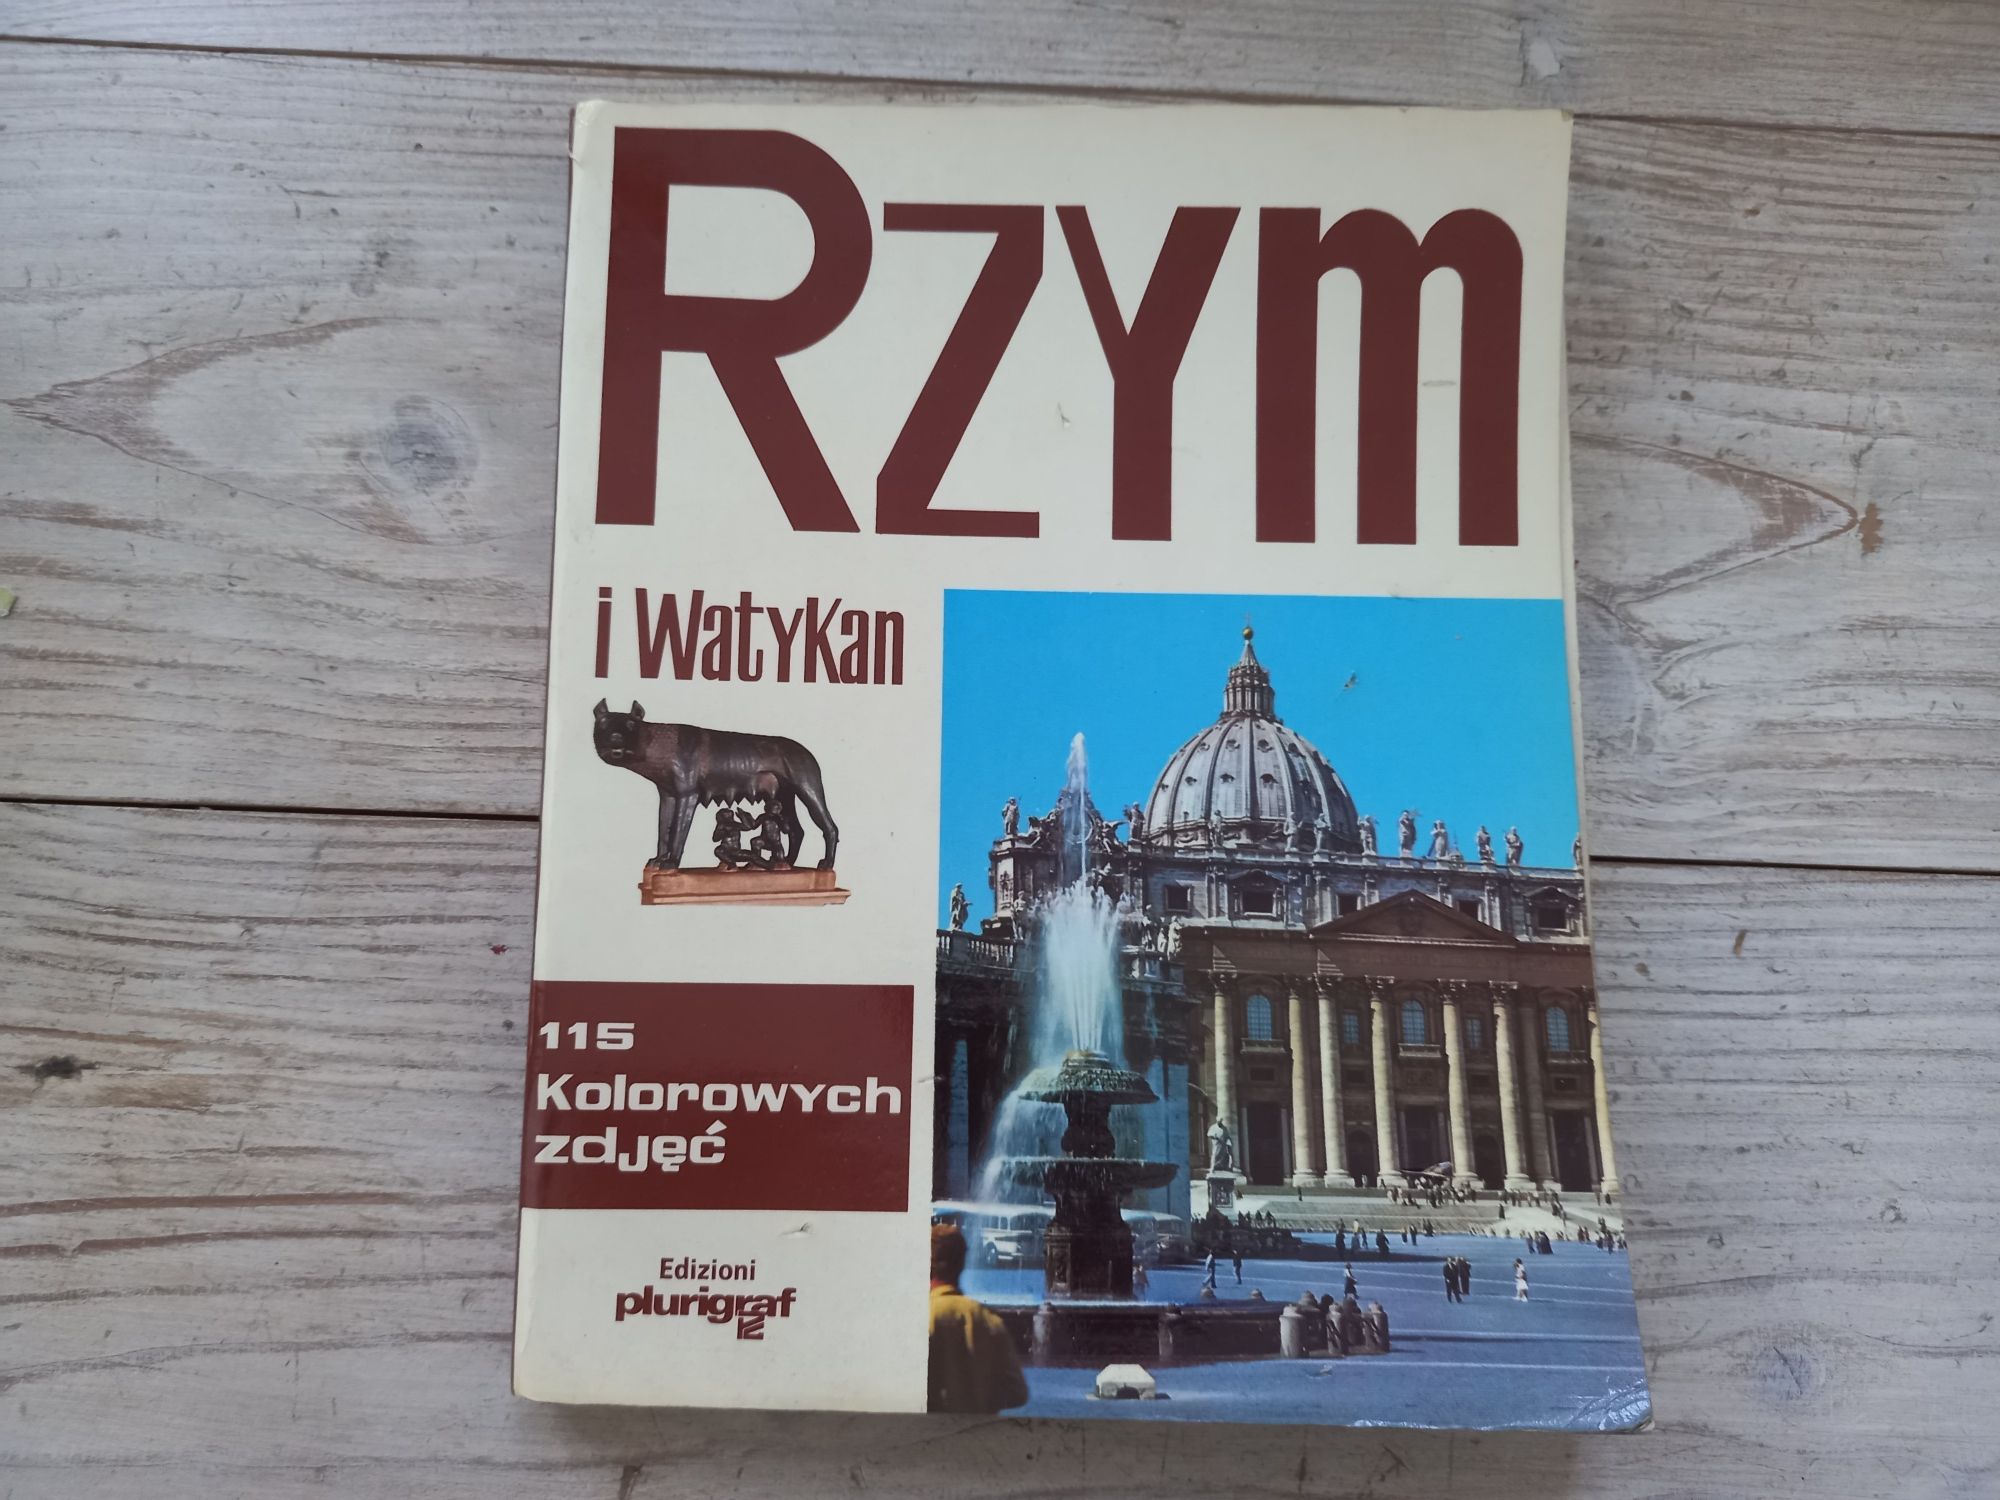 Rzym
i Watykan
115
Kolorowych
zdjęć
Edizioni
plurigraf